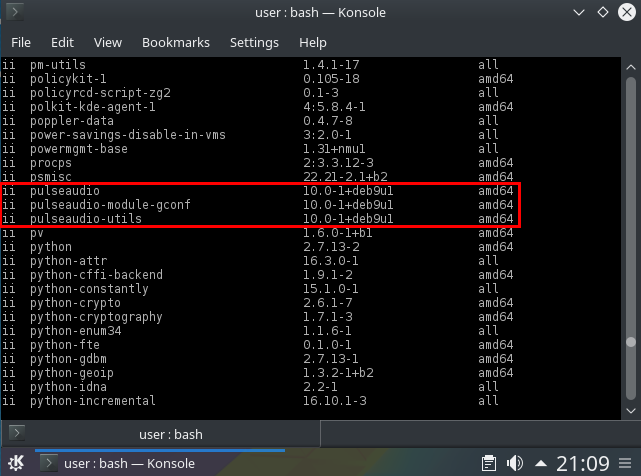 user : bash — Konsole
File Edit View Bookmarks Settings Help
ii pm-utils 1.4.1-17 all
ii policykit-1 0.105-18 amd64
ii policyrcd-script-zg2 0.1-3 all
ii polkit-kde-agent-1 4:5.8.4-1 amd64
ii poppler-data 0.4.7-8 all
ii power-savings-disable-in-vms 3:2.0-1 all
ii powermgmt-base 1.31+nmu1 all
ii procps 2:3.3.12-3 amd64
ii psmisc 22.21-2.1+b2 amd64
ii pulseaudio 10.0-1+deb9u1 amd64
ii pulseaudio-module-gconf 10.0-1+deb9u1 amd64
ii pulseaudio-utils 10.0-1+deb9u1 amd64
ii pv 1.6.0-1+b1 amd64
ii python 2.7.13-2 amd64
ii python-attr 16.3.0-1 all
ii python-cffi-backend 1.9.1-2 amd64
ii python-constantly 15.1.0-1 all
ii python-crypto 2.6.1-7 amd64
ii python-cryptography 1.7.1-3 amd64
ii python-enum34 1.1.6-1 all
ii python-fte 0.1.0-1 amd64
ii python-gdbm 2.7.13-1 amd64
ii python-geoip 1.3.2-1+b2 amd64
ii python-idna 2.2-1 all
ii python-incremental 16.10.1-3 all
user : bash
user : bash — Konsole 21:09